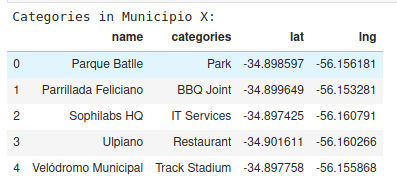 Categories in Municipio X:
name categories lat lng
0 Parque Batlle Park -34.898597 -56.156181
1 Parrillada Feliciano BBQ Joint -34.899649 -56.153281
2 Sophilabs HQ IT Services -34.897425 -56.160791
3 Ulpiano Restaurant -34.901611 -56.160266
4 Velódromo Municipal Track Stadium -34.897758 -56.155868